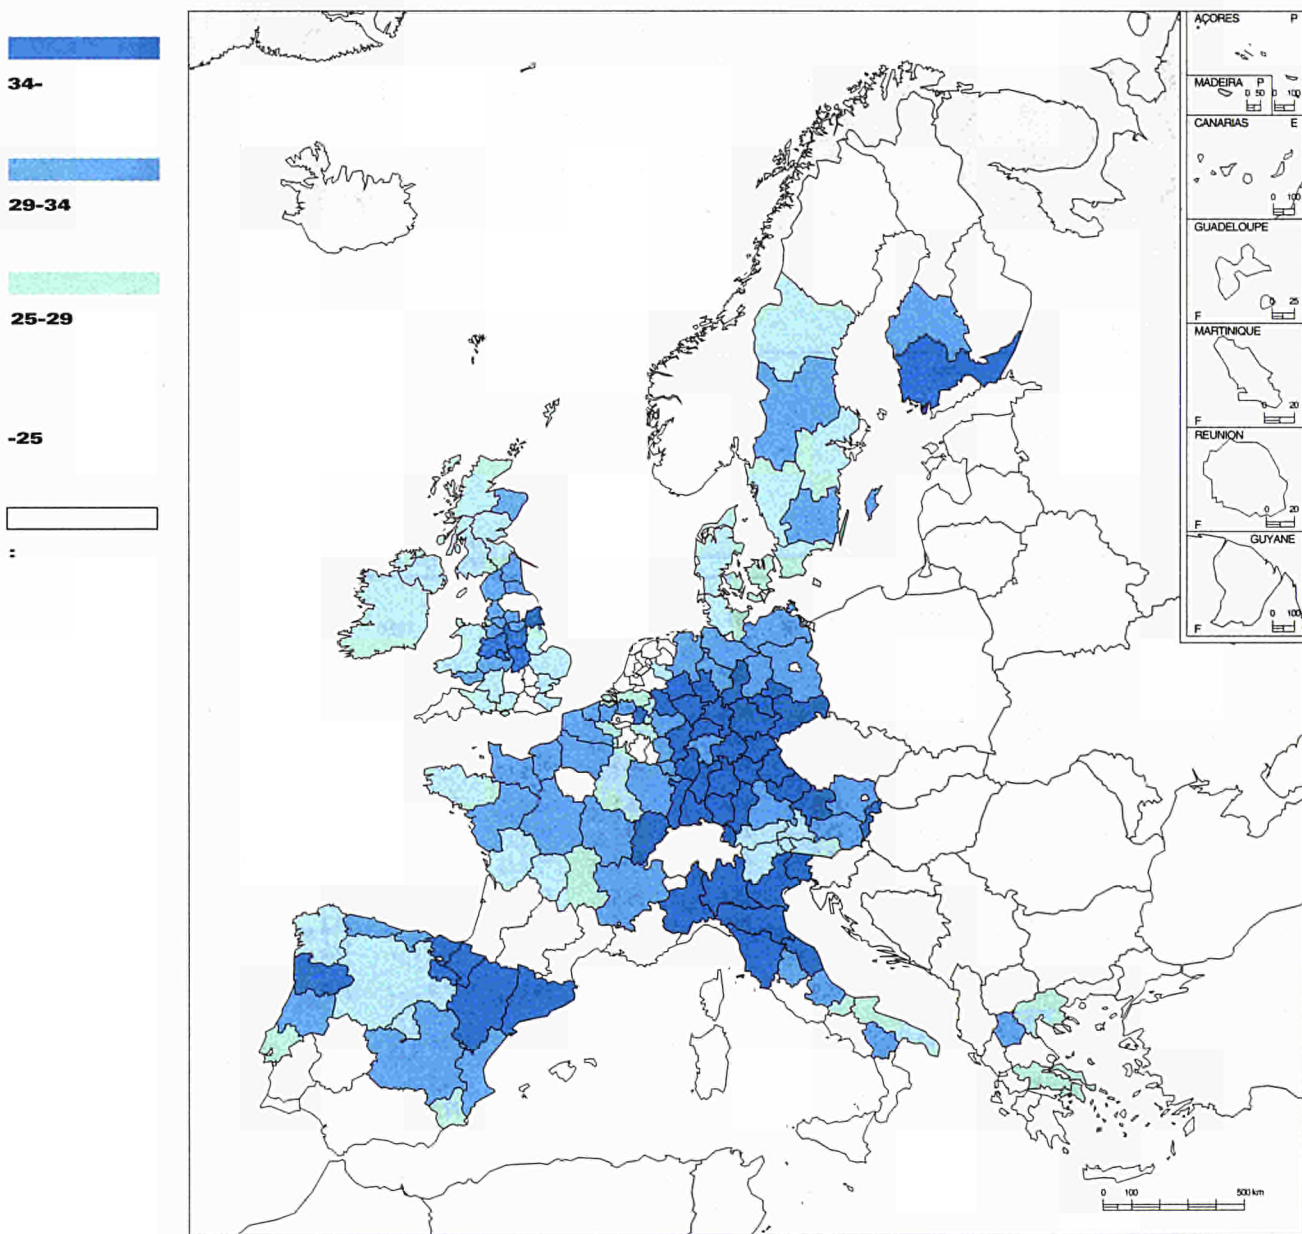 34-
29-34
25-29
-25
:
AÇORES P
MADEIRA P
0 50
0 100
CANARIAS E
0 100
GUADELOUPE
0 25
F
MARTINIQUE
0 20
F
REUNION
0 20
F
GUYANE
0 100
F
0 100 500 km